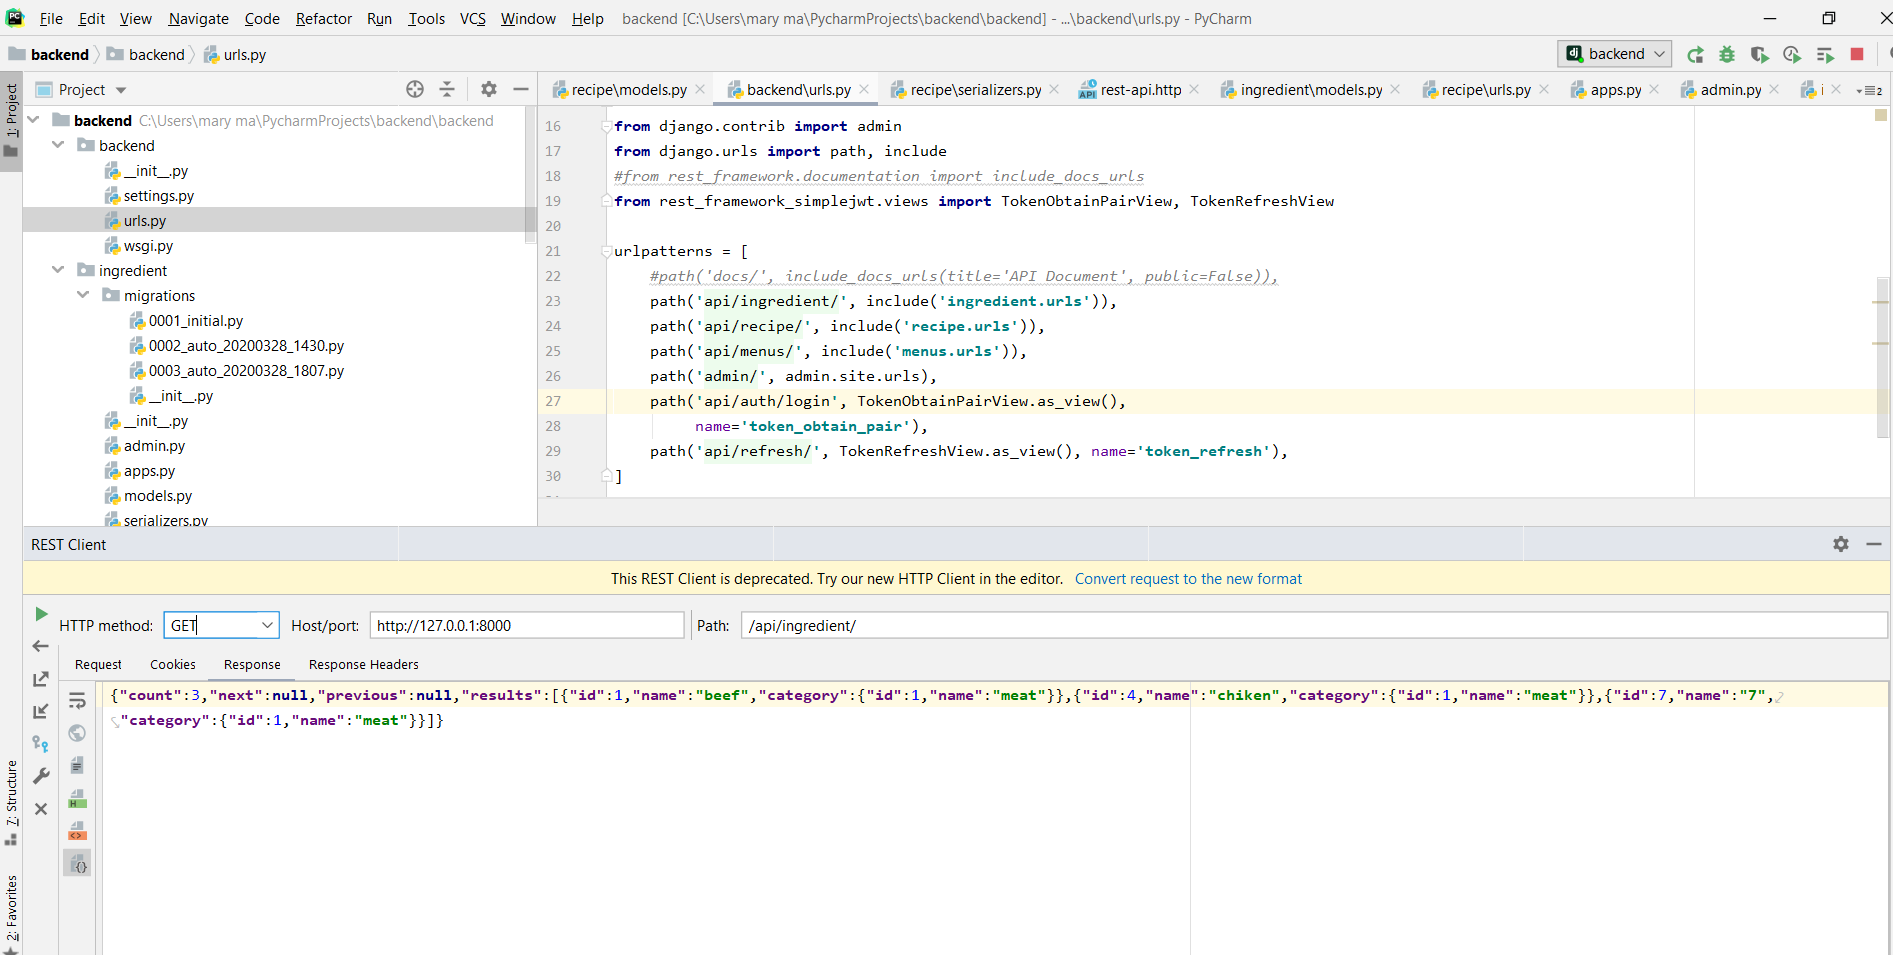 File Edit View Navigate Code Refactor Run Tools VCS Window Help backend [C:\Users\mary ma\PycharmProjects\backend\backend] - ...\backend\urls.py - PyCharm
backend backend urls.py
dj backend
1: Project
Project
recipe\models.py backend\urls.py recipe\serializers.py rest-api.http ingredient\models.py recipe\urls.py apps.py admin.py i 2
backend C:\Users\mary ma\PycharmProjects\backend\backend
backend
__init__.py
settings.py
urls.py
wsgi.py
ingredient
migrations
0001_initial.py
0002_auto_20200328_1430.py
0003_auto_20200328_1807.py
__init__.py
__init__.py
admin.py
apps.py
models.py
serializers.py
16 from django.contrib import admin
17 from django.urls import path, include
18 #from rest_framework.documentation import include_docs_urls
19 from rest_framework_simplejwt.views import TokenObtainPairView, TokenRefreshView
20
21 urlpatterns = [
22 #path('docs/', include_docs_urls(title='API Document', public=False)),
23 path('api/ingredient/', include('ingredient.urls')),
24 path('api/recipe/', include('recipe.urls')),
25 path('api/menus/', include('menus.urls')),
26 path('admin/', admin.site.urls),
27 path('api/auth/login', TokenObtainPairView.as_view(),
28 name='token_obtain_pair'),
29 path('api/refresh/', TokenRefreshView.as_view(), name='token_refresh'),
30 ]
REST Client
This REST Client is deprecated. Try our new HTTP Client in the editor. Convert request to the new format
HTTP method: GET Host/port: http://127.0.0.1:8000 Path: /api/ingredient/
Request Cookies Response Response Headers
{"count":3,"next":null,"previous":null,"results":[{"id":1,"name":"beef","category":{"id":1,"name":"meat"}},{"id":4,"name":"chiken","category":{"id":1,"name":"meat"}},{"id":7,"name":"7",
"category":{"id":1,"name":"meat"}}]}
7: Structure
2: Favorites